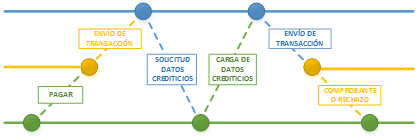 ENVÍO DE
TRANSACCIÓN
ENVÍO DE
TRANSACCIÓN
SOLICITUD
DATOS
CREDITICIOS
CARGA DE
DATOS
CREDITICIOS
PAGAR
COMPROBANTE
O RECHAZO